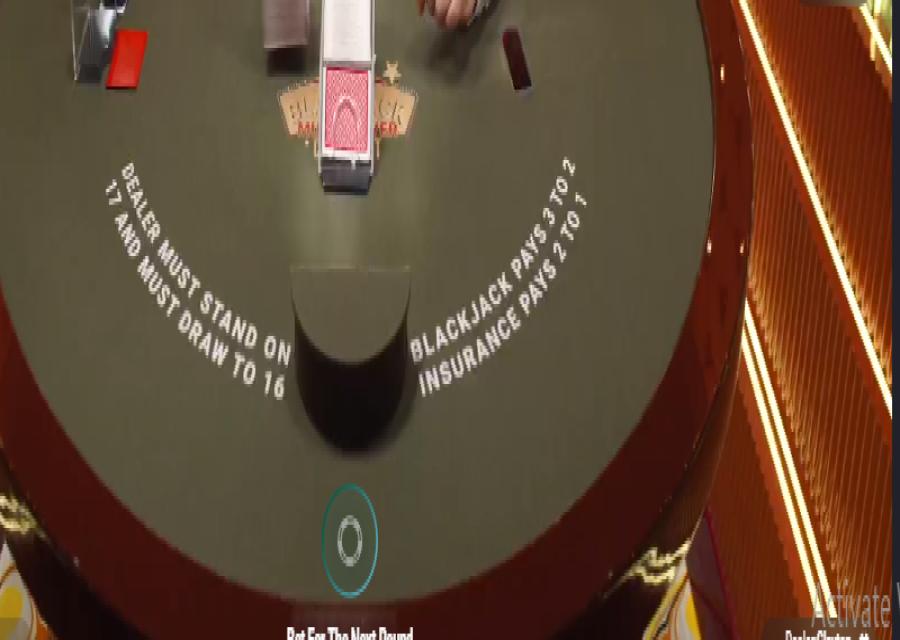 DEALER MUST STAND ON
17 AND MUST DRAW TO 16
BLACKJACK PAYS 3 TO 2
INSURANCE PAYS 2 TO 1
Bet For The Next Round
Activate